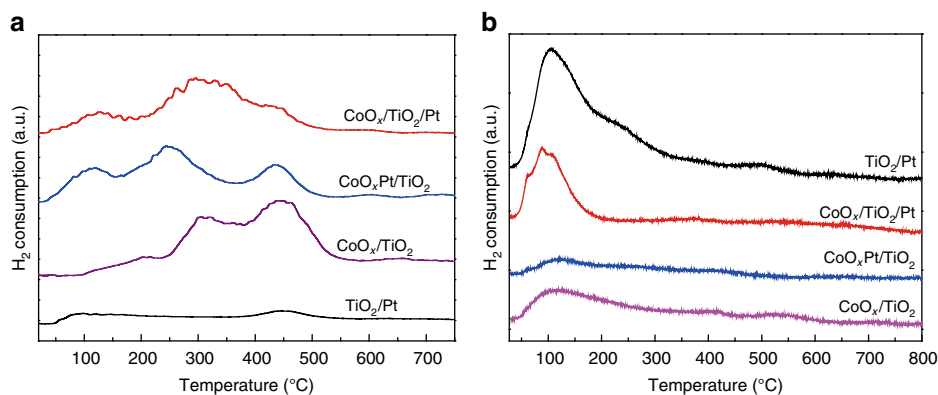 a
H2 consumption (a.u.)
CoOx/TiO2/Pt
CoOxPt/TiO2
CoOx/TiO2
TiO2/Pt
100 200 300 400 500 600 700
Temperature (°C)
b
H2 consumption (a.u.)
TiO2/Pt
CoOx/TiO2/Pt
CoOxPt/TiO2
CoOx/TiO2
100 200 300 400 500 600 700 800
Temperature (°C)